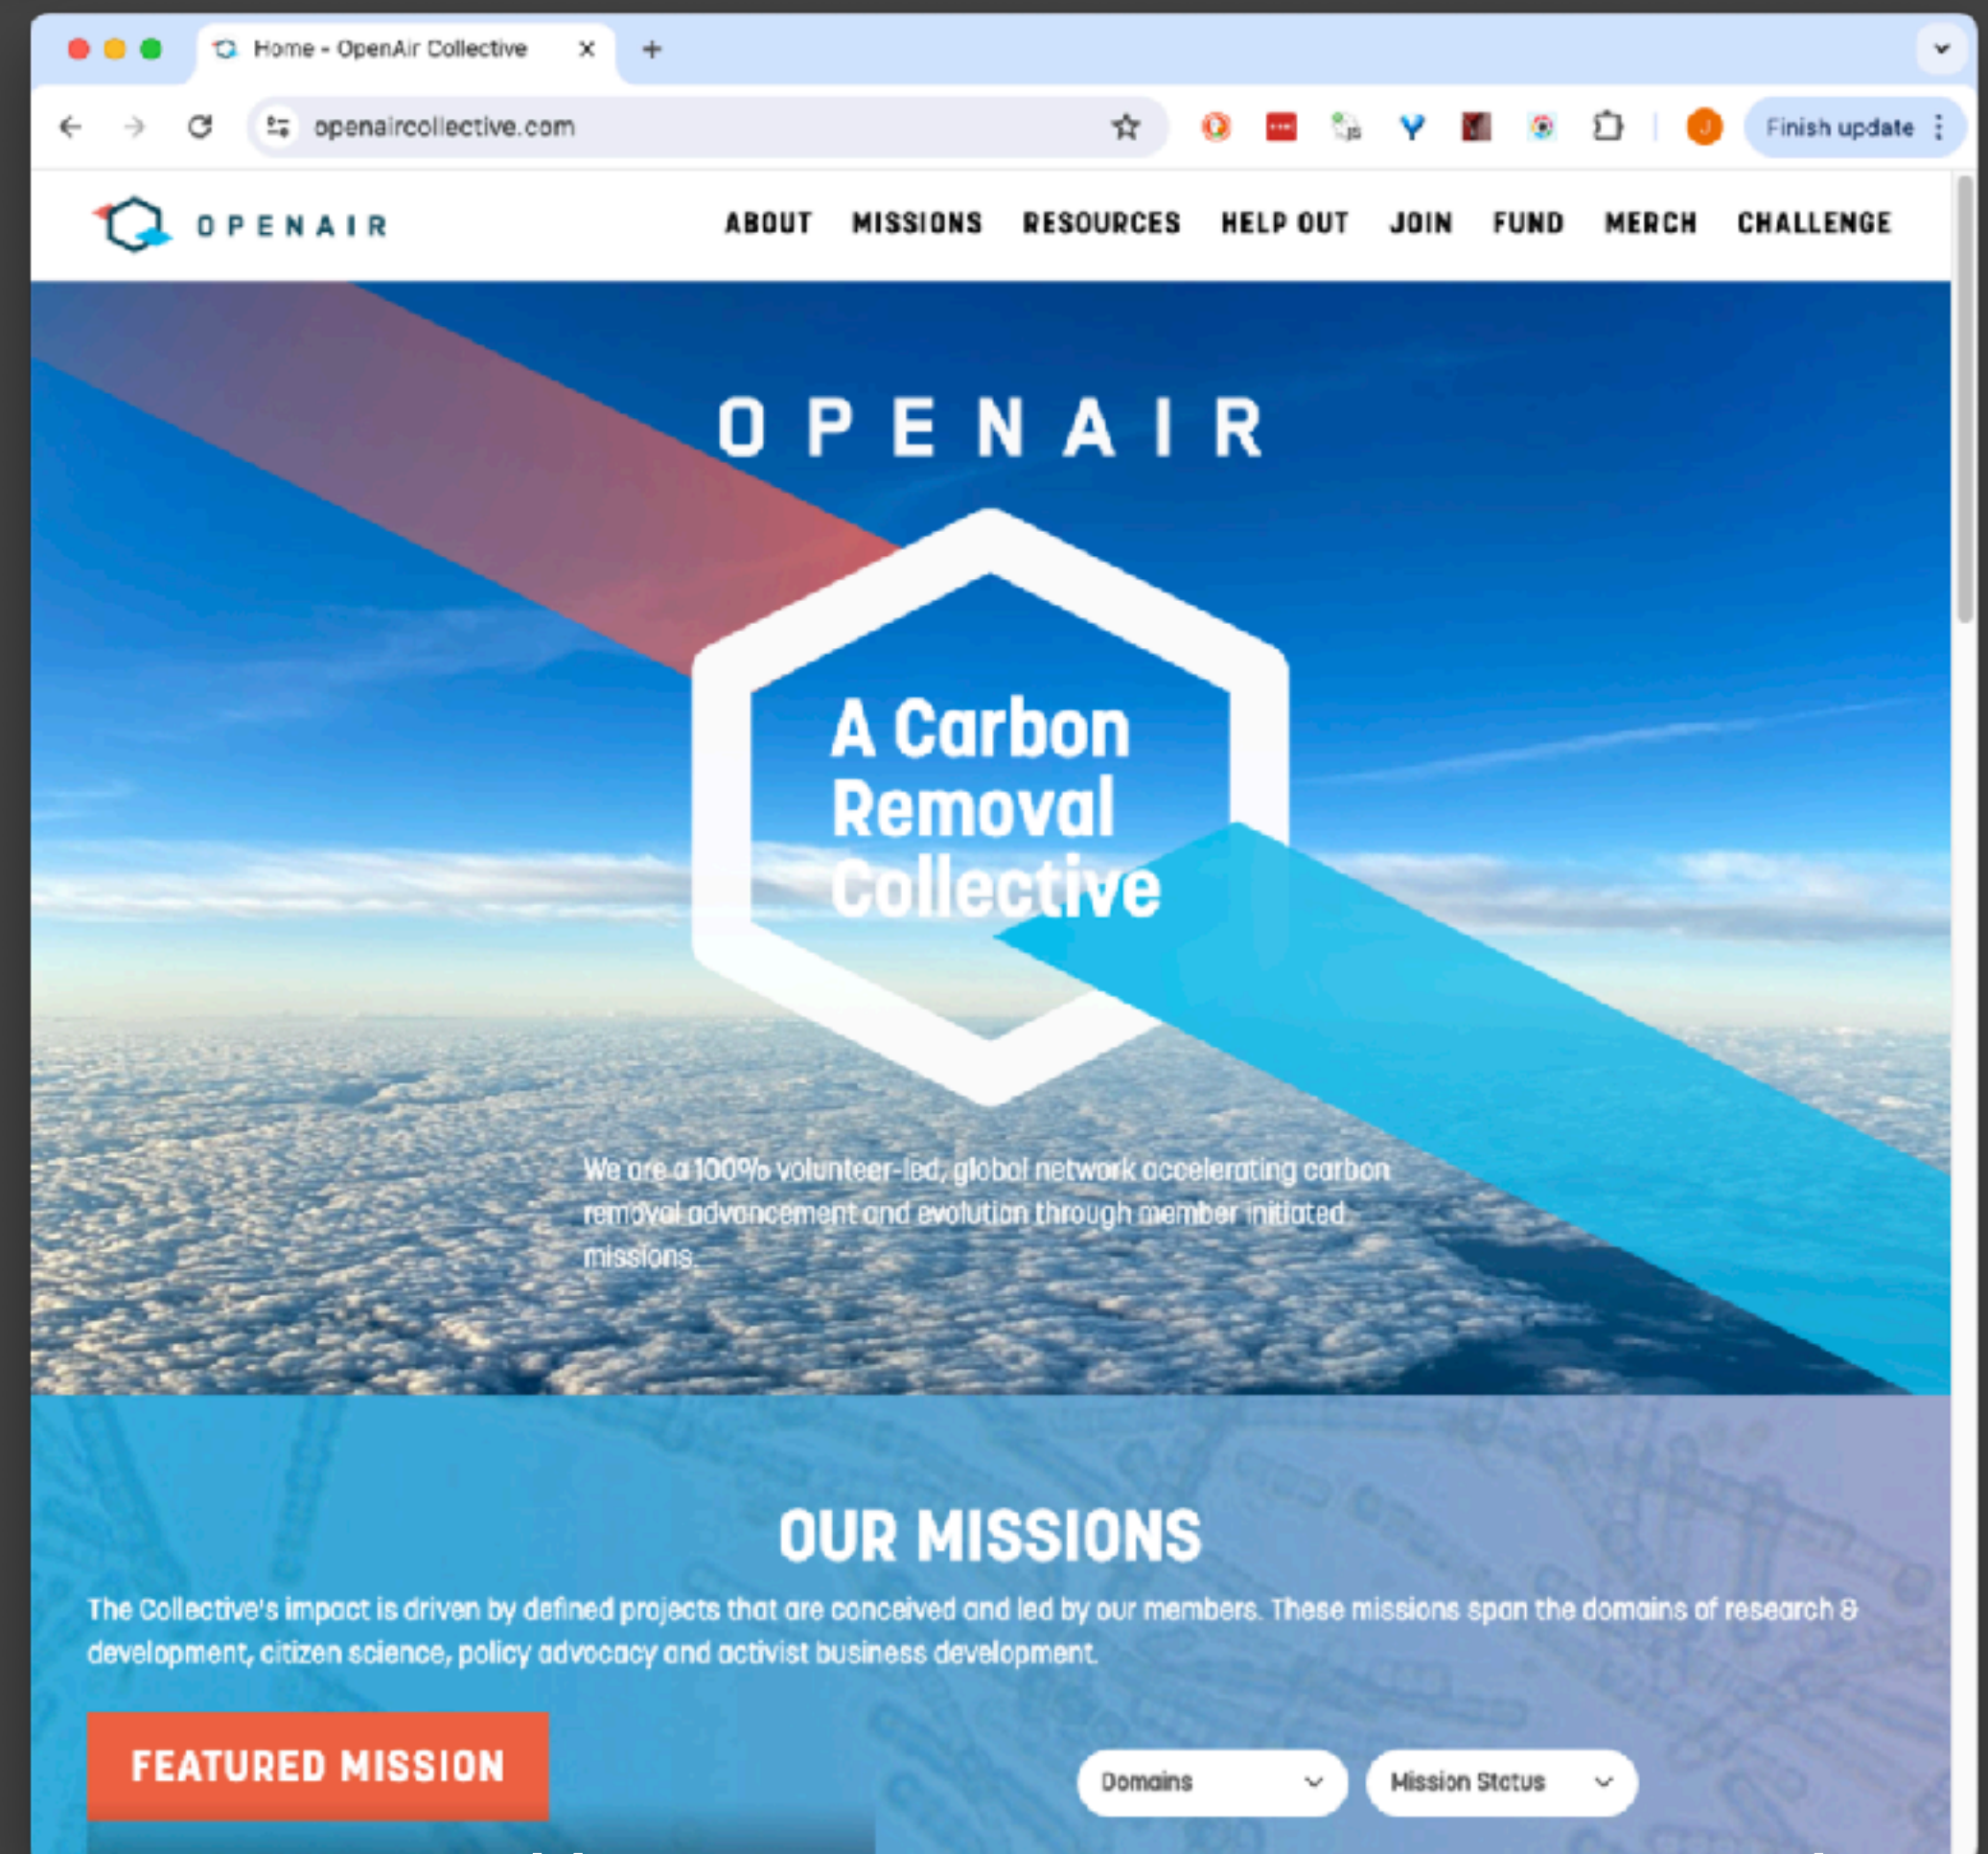 Home - OpenAir Collective
openaircollective.com
J
Finish update
OPENAIR
ABOUT MISSIONS RESOURCES HELP OUT JOIN FUND MERCH CHALLENGE
OPENAIR
A Carbon
Removal
Collective
We are a 100% volunteer-led, global network accelerating carbon
removal advancement and evolution through member initiated
missions.
OUR MISSIONS
The Collective's impact is driven by defined projects that are conceived and led by our members. These missions span the domains of research &
development, citizen science, policy advocacy and activist business development.
FEATURED MISSION
Domains
Mission Status